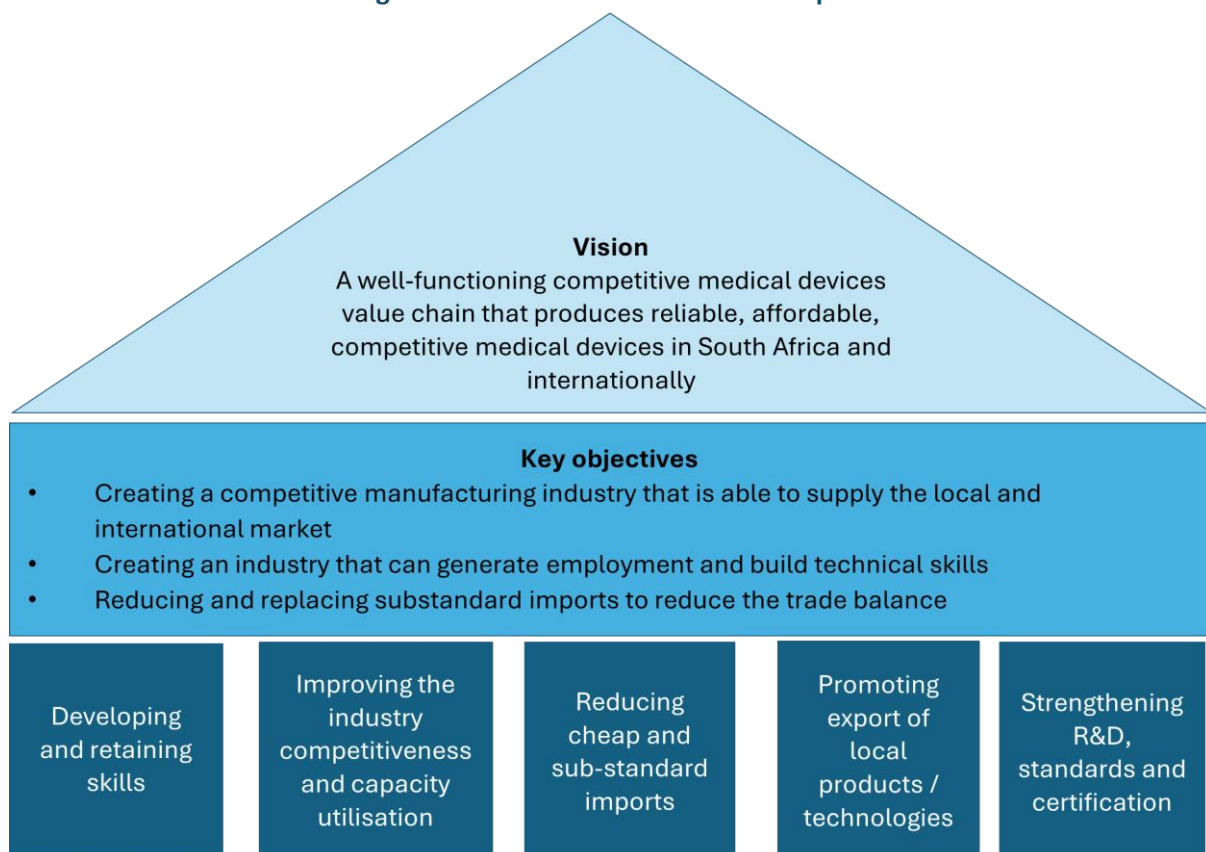 Vision
A well-functioning competitive medical devices
value chain that produces reliable, affordable,
competitive medical devices in South Africa and
internationally
Key objectives
• Creating a competitive manufacturing industry that is able to supply the local and
international market
• Creating an industry that can generate employment and build technical skills
• Reducing and replacing substandard imports to reduce the trade balance
Developing
and retaining
skills
Improving the
industry
competitiveness
and capacity
utilisation
Reducing
cheap and
sub-standard
imports
Promoting
export of
local
products /
technologies
Strengthening
R&D,
standards and
certification